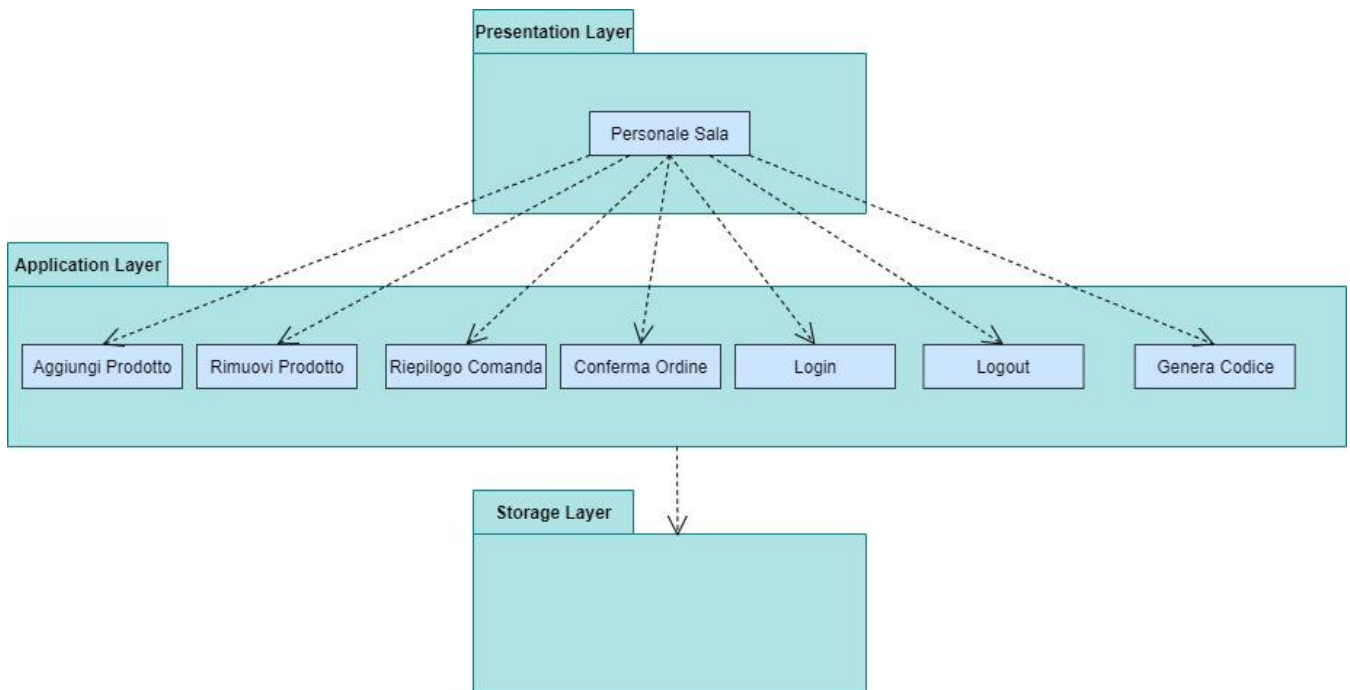 Presentation Layer
Personale Sala
Application Layer
Aggiungi Prodotto
Rimuovi Prodotto
Riepilogo Comanda
Conferma Ordine
Login
Logout
Genera Codice
Storage Layer